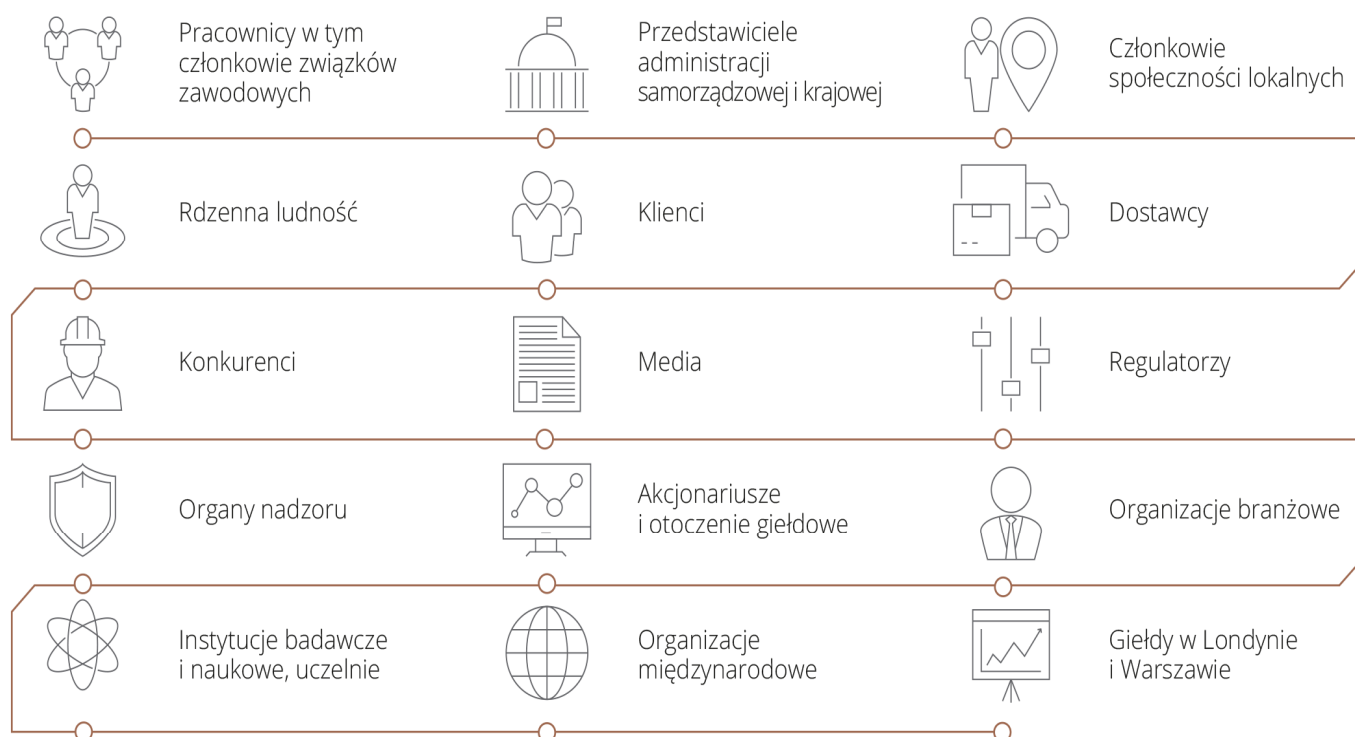 Pracownicy w tym
członkowie związków
zawodowych
Przedstawiciele
administracji
samorządzowej i krajowej
Członkowie
społeczności lokalnych
Rdzenna ludność
Klienci
Dostawcy
Konkurenci
Media
Regulatorzy
Organy nadzoru
Akcjonariusze
i otoczenie giełdowe
Organizacje branżowe
Instytucje badawcze
i naukowe, uczelnie
Organizacje
międzynarodowe
Giełdy w Londynie
i Warszawie